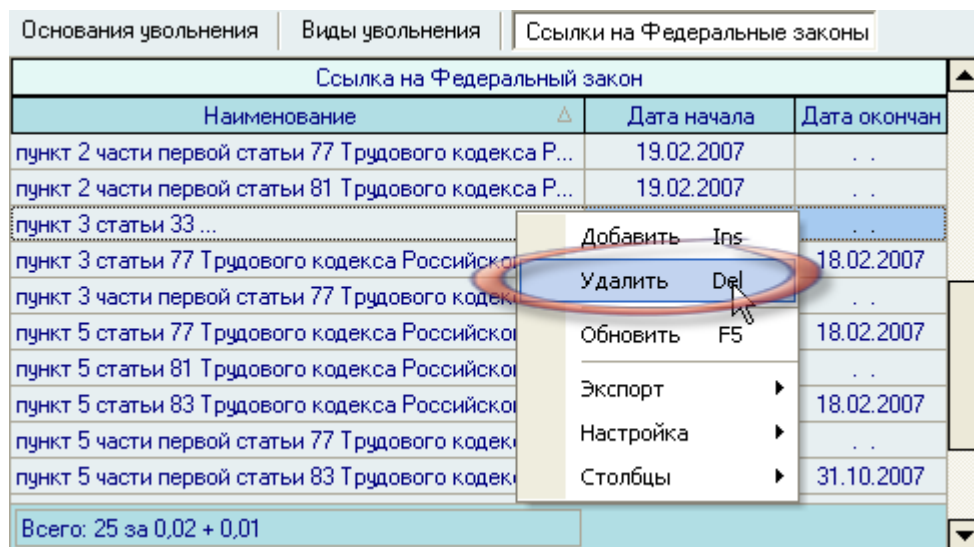 Основания увольнения Виды увольнения Ссылки на Федеральные законы
Ссылка на Федеральный закон
Наименование Дата начала Дата окончан
пункт 2 части первой статьи 77 Трудового кодекса Р... 19.02.2007 . .
пункт 2 части первой статьи 81 Трудового кодекса Р... 19.02.2007 . .
пункт 3 статьи 33 ... . .
Добавить Ins
пункт 3 статьи 77 Трудового кодекса Российско 18.02.2007
Удалить Del
пункт 3 части первой статьи 77 Трудового кодек . .
Обновить F5
пункт 5 статьи 77 Трудового кодекса Российско 18.02.2007
пункт 5 статьи 81 Трудового кодекса Российско . .
Экспорт
пункт 5 статьи 83 Трудового кодекса Российско 18.02.2007
Настройка
пункт 5 части первой статьи 77 Трудового кодек . .
Столбцы
пункт 5 части первой статьи 83 Трудового кодек 31.10.2007
Всего: 25 за 0,02 + 0,01